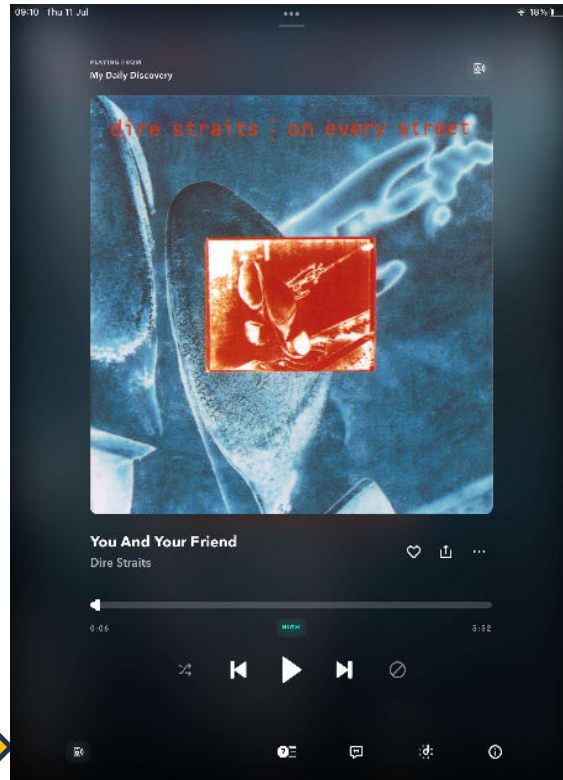 09:10 Thu 11 Jul
18%
PLAYING FROM
My Daily Discovery
dire straits : on every street
You And Your Friend
Dire Straits
0:06
HIGH
5:52